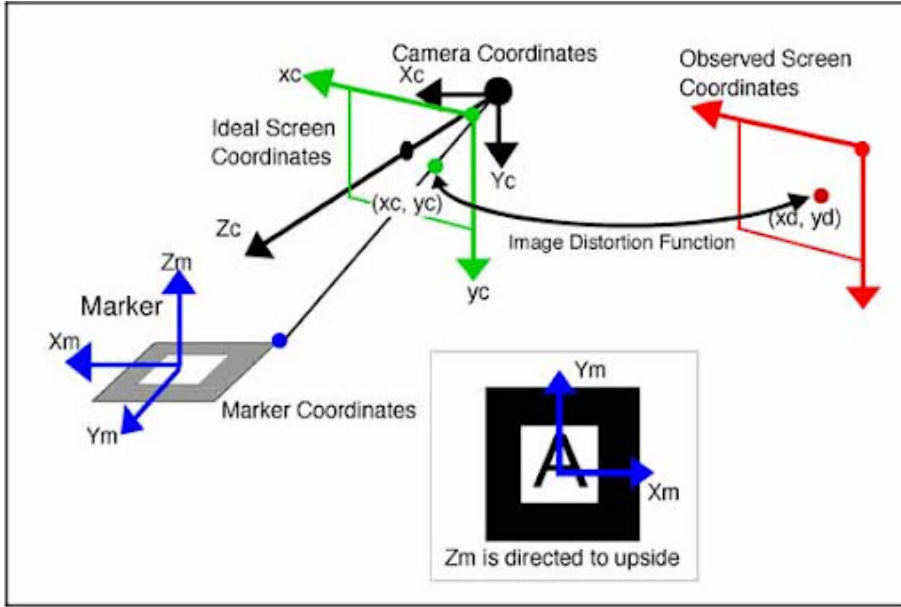 Camera Coordinates
Xc
xc
Observed Screen
Coordinates
Ideal Screen
Coordinates
Yc
(xc, yc)
(xd, yd)
Zc
Image Distortion Function
Zm
yc
Marker
Xm
Marker Coordinates
Ym
Ym
A
Xm
Zm is directed to upside